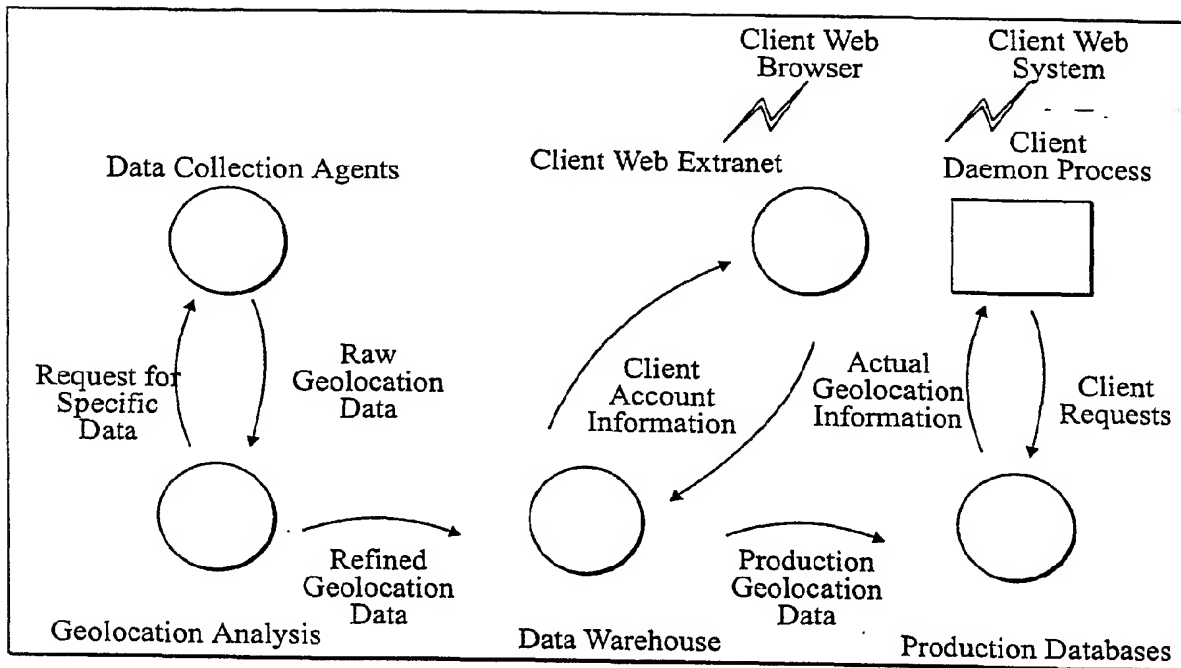 Client Web
Browser
Client Web
System
Data Collection Agents
Client Web Extranet
Client
Daemon Process
Request for
Specific
Data
Raw
Geolocation
Data
Client
Account
Information
Actual
Geolocation
Information
Client
Requests
Refined
Geolocation
Data
Production
Geolocation
Data
Geolocation Analysis
Data Warehouse
Production Databases